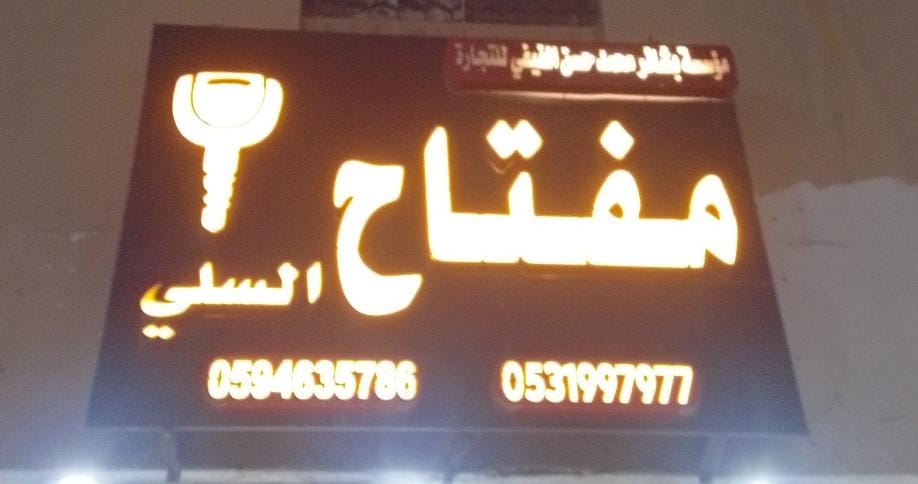 مؤسسة بشائر محمد حسن الفيفي للتجارة
مفتاح
السلي
0531997977
0594635786